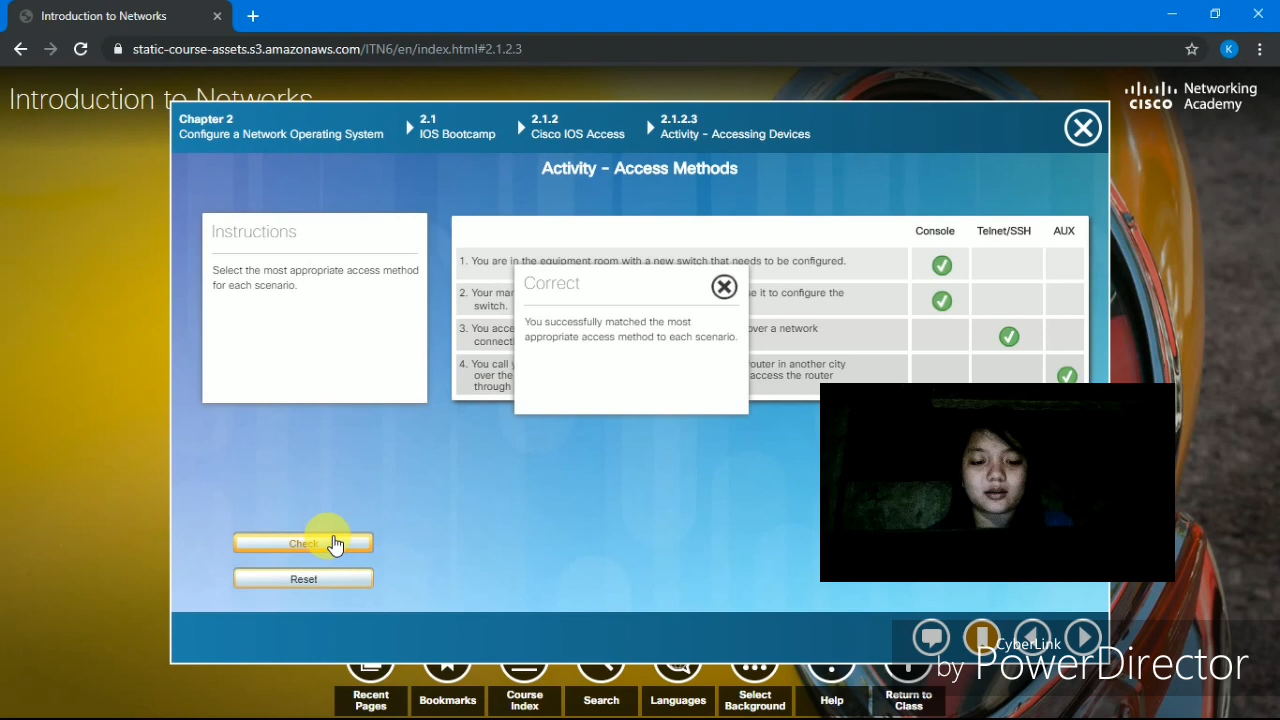 Introduction to Networks
static-course-assets.s3.amazonaws.com/ITN6/en/index.html#2.1.2.3
K
Introduction to Networks
Networking
CISCO Academy
Chapter 2
Configure a Network Operating System
2.1
IOS Bootcamp
2.1.2
Cisco IOS Access
2.1.2.3
Activity - Accessing Devices
Activity - Access Methods
Instructions
Select the most appropriate access method
for each scenario.
Console Telnet/SSH AUX
1. You are in the equipment room with a new switch that needs to be configured.
2. Your it to configure the
switch.
3. You over a network
4. You call router in another city
over the access the router
through
Correct
You successfully matched the most
appropriate access method to each scenario.
Check
Reset
CyberLink
by PowerDirector
Recent
Pages
Bookmarks
Course
Index
Search
Languages
Select
Background
Help
Return to
Class